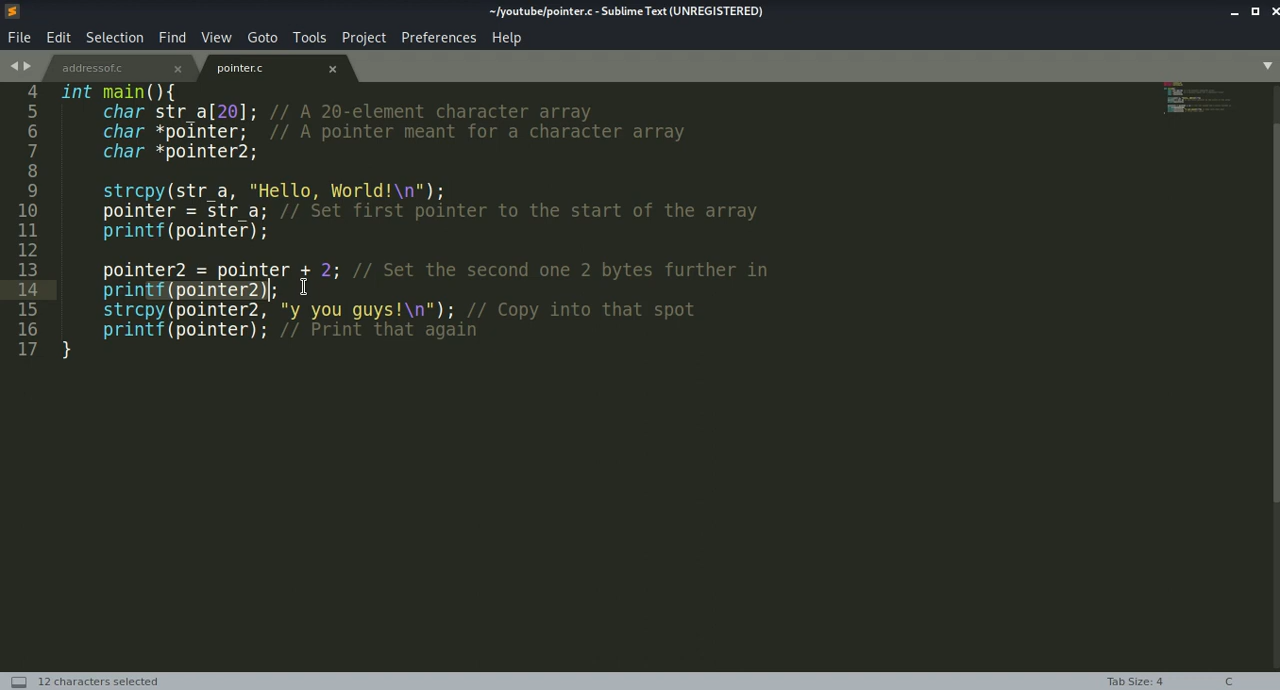 ~/youtube/pointer.c - Sublime Text (UNREGISTERED)
File Edit Selection Find View Goto Tools Project Preferences Help
addressof.c pointer.c
4 int main(){
5 char str_a[20]; // A 20-element character array
6 char *pointer; // A pointer meant for a character array
7 char *pointer2;
8
9 strcpy(str_a, "Hello, World!\n");
10 pointer = str_a; // Set first pointer to the start of the array
11 printf(pointer);
12
13 pointer2 = pointer + 2; // Set the second one 2 bytes further in
14 printf(pointer2);
15 strcpy(pointer2, "y you guys!\n"); // Copy into that spot
16 printf(pointer); // Print that again
17 }
12 characters selected Tab Size: 4 C